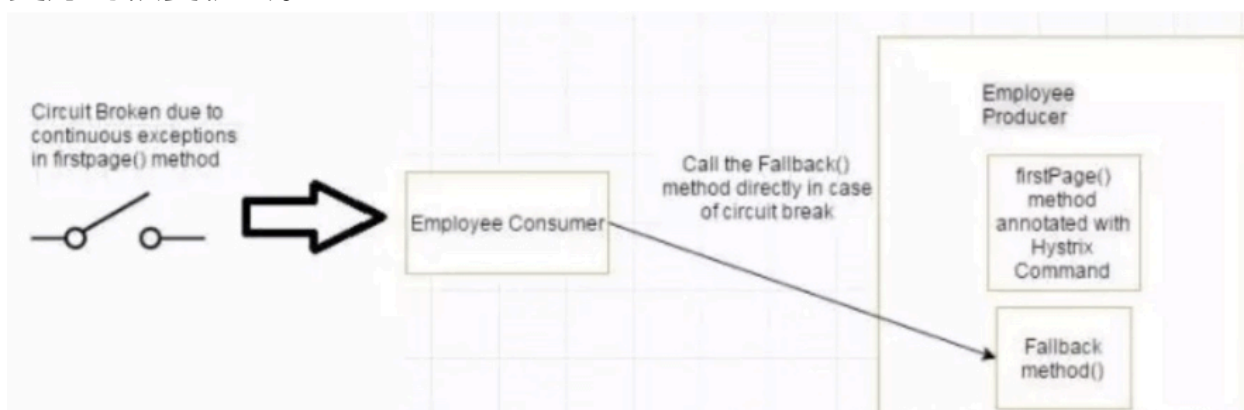 Circuit Broken due to
continuous exceptions
in firstpage() method
Employee Consumer
Call the Fallback()
method directly in case
of circuit break
Employee
Producer
firstPage()
method
annotated with
Hystrix
Command
Fallback
method()